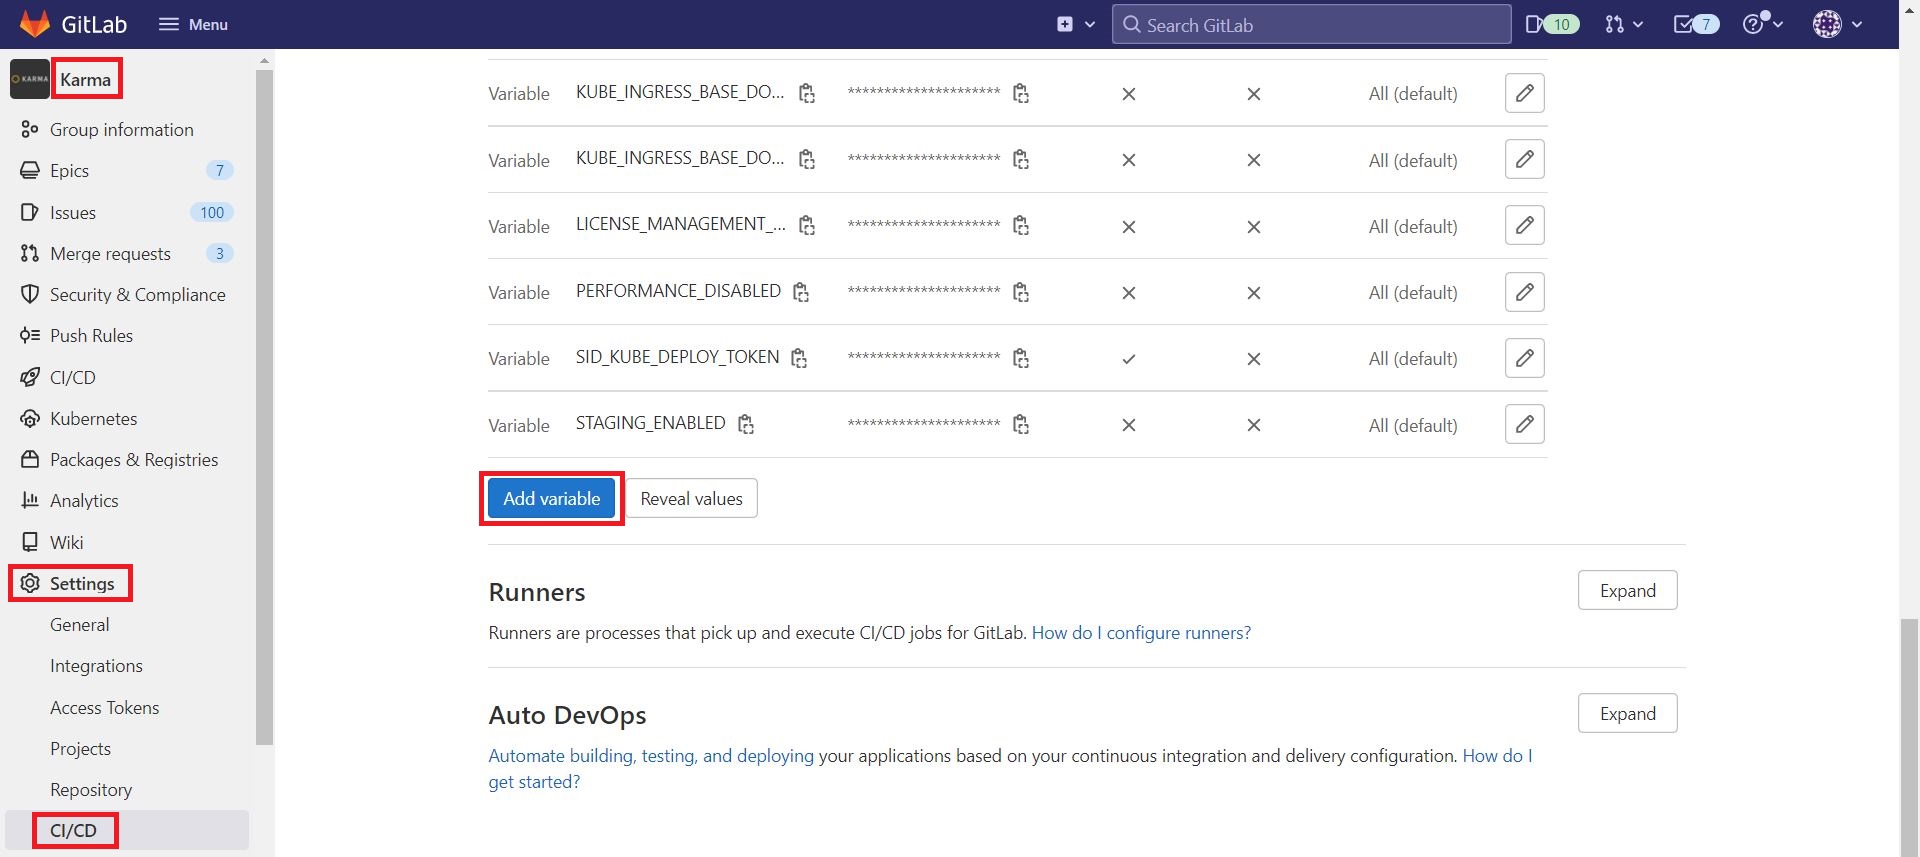 GitLab
Menu
Search GitLab
10
7
KARMA
Karma
Group information
Epics 7
Issues 100
Merge requests 3
Security & Compliance
Push Rules
CI/CD
Kubernetes
Packages & Registries
Analytics
Wiki
Settings
General
Integrations
Access Tokens
Projects
Repository
CI/CD
Variable KUBE_INGRESS_BASE_DO... ********************* All (default)
Variable KUBE_INGRESS_BASE_DO... ********************* All (default)
Variable LICENSE_MANAGEMENT_... ********************* All (default)
Variable PERFORMANCE_DISABLED ********************* All (default)
Variable SID_KUBE_DEPLOY_TOKEN ********************* All (default)
Variable STAGING_ENABLED ********************* All (default)
Add variable Reveal values
Runners
Expand
Runners are processes that pick up and execute CI/CD jobs for GitLab. How do I configure runners?
Auto DevOps
Expand
Automate building, testing, and deploying your applications based on your continuous integration and delivery configuration. How do I
get started?